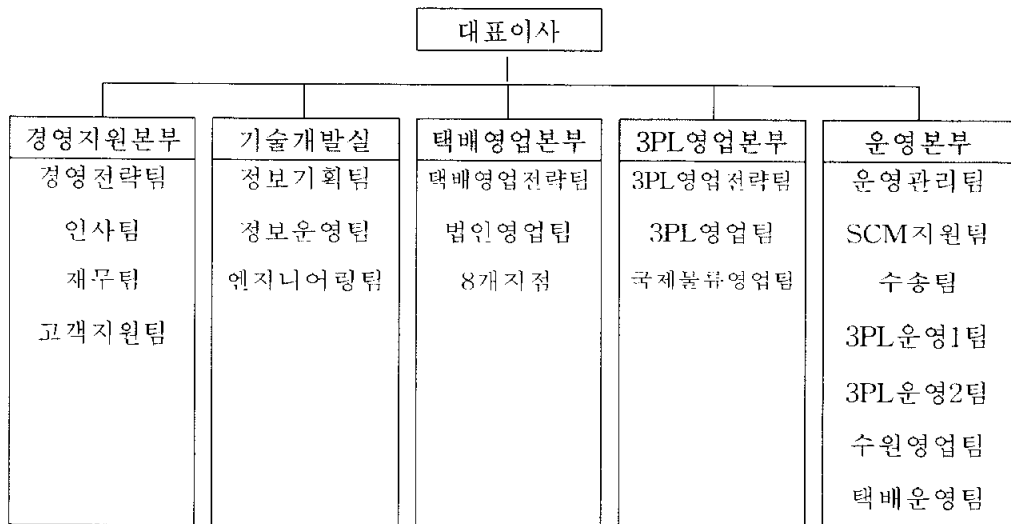 대표이사
경영지원본부
경영전략팀
인사팀
재무팀
고객지원팀
기술개발실
정보기획팀
정보운영팀
엔지니어링팀
택배영업본부
택배영업전략팀
법인영업팀
8개지점
3PL영업본부
3PL영업전략팀
3PL영업팀
국제물류영업팀
운영본부
운영관리팀
SCM지원팀
수송팀
3PL운영1팀
3PL운영2팀
수원영업팀
택배운영팀